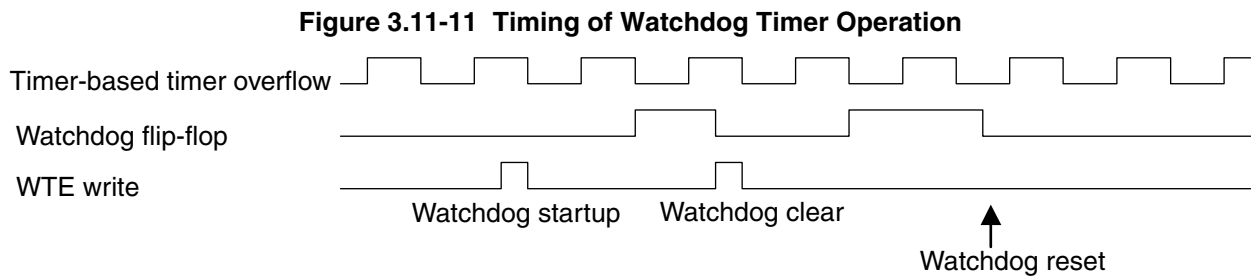 Figure 3.11-11 Timing of Watchdog Timer Operation
Timer-based timer overflow
Watchdog flip-flop
WTE write
Watchdog startup
Watchdog clear
Watchdog reset